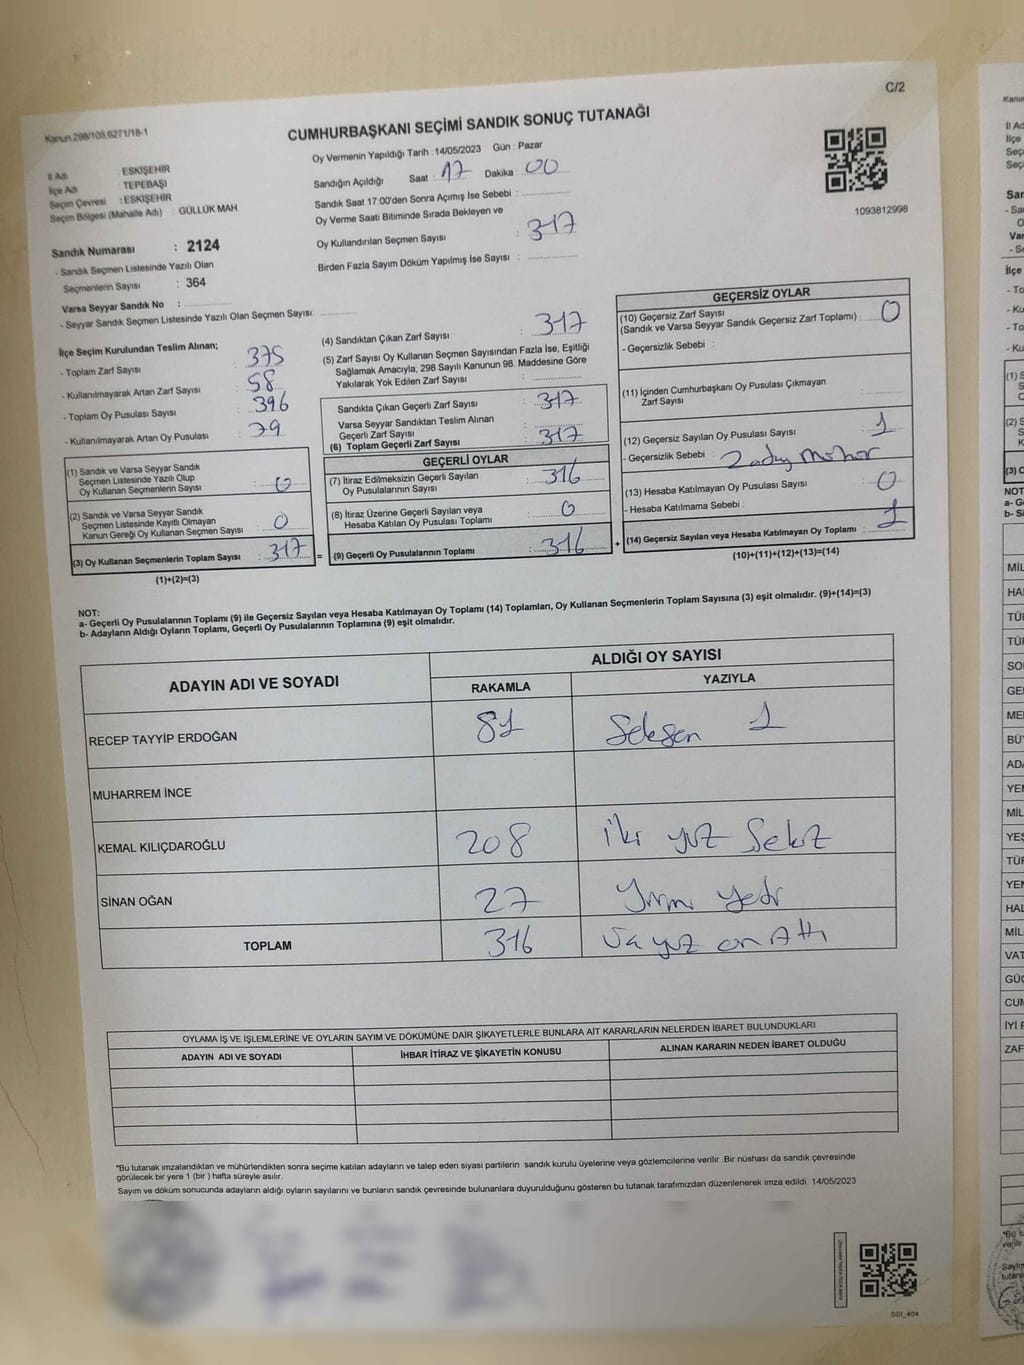 C/2
Kanun.298/105.6271/18-1
CUMHURBAŞKANI SEÇİMİ SANDIK SONUÇ TUTANAĞI
İl Adı ESKİŞEHİR
İlçe Adı TEPEBAŞI
Seçim Çevresi : ESKİŞEHİR
Seçim Bölgesi (Mahalle Adı) : GÜLLÜK MAH
Sandık Numarası : 2124
- Sandık Seçmen Listesinde Yazılı Olan
Seçmenlerin Sayısı : 364
Varsa Seyyar Sandık No :
- Seyyar Sandık Seçmen Listesinde Yazılı Olan Seçmen Sayısı:
Oy Vermenin Yapıldığı Tarih : 14/05/2023 Gün : Pazar
Sandığın Açıldığı Saat : 17 Dakika : 00
Sandık Saat 17:00'den Sonra Açımış İse Sebebi :
Oy Verme Saati Bitiminde Sırada Bekleyen ve
Oy Kullandırılan Seçmen Sayısı : 317
Birden Fazla Sayım Döküm Yapılmış İse Sayısı :
1093812998
İlçe Seçim Kurulundan Teslim Alınan;
- Toplam Zarf Sayısı : 375
- Kullanılmayarak Artan Zarf Sayısı : 58
- Toplam Oy Pusulası Sayısı : 396
- Kullanılmayarak Artan Oy Pusulası : 79
(1) Sandık ve Varsa Seyyar Sandık
Seçmen Listesinde Yazılı Olup
Oy Kullanan Seçmenlerin Sayısı : 0
(2) Sandık ve Varsa Seyyar Sandık
Seçmen Listesinde Kayıtlı Olmayan
Kanun Gereği Oy Kullanan Seçmen Sayısı : 0
(3) Oy Kullanan Seçmenlerin Toplam Sayısı : 317 =
(1)+(2)=(3)
(4) Sandıktan Çıkan Zarf Sayısı : 317
(5) Zarf Sayısı Oy Kullanan Seçmen Sayısından Fazla İse, Eşitliği
Sağlamak Amacıyla; 298 Sayılı Kanunun 98. Maddesine Göre
Yakılarak Yok Edilen Zarf Sayısı :
Sandıkta Çıkan Geçerli Zarf Sayısı : 317
Varsa Seyyar Sandıktan Teslim Alınan
Geçerli Zarf Sayısı :
(6) Toplam Geçerli Zarf Sayısı : 317
GEÇERLİ OYLAR
(7) İtiraz Edilmeksizin Geçerli Sayılan
Oy Pusulalarının Sayısı : 316
(8) İtiraz Üzerine Geçerli Sayılan veya
Hesaba Katılan Oy Pusulası Toplamı : 0
(9) Geçerli Oy Pusulalarının Toplamı : 316 +
GEÇERSİZ OYLAR
(10) Geçersiz Zarf Sayısı
(Sandık ve Varsa Seyyar Sandık Geçersiz Zarf Toplamı) : 0
- Geçersizlik Sebebi :
(11) İçinden Cumhurbaşkanı Oy Pusulası Çıkmayan
Zarf Sayısı :
(12) Geçersiz Sayılan Oy Pusulası Sayısı : 1
- Geçersizlik Sebebi :
(13) Hesaba Katılmayan Oy Pusulası Sayısı : 0
- Hesaba Katılmama Sebebi :
(14) Geçersiz Sayılan veya Hesaba Katılmayan Oy Toplamı : 1
(10)+(11)+(12)+(13)=(14)
NOT:
a- Geçerli Oy Pusulalarının Toplamı (9) ile Geçersiz Sayılan veya Hesaba Katılmayan Oy Toplamı (14) Toplamları, Oy Kullanan Seçmenlerin Toplam Sayısına (3) eşit olmalıdır. (9)+(14)=(3)
b- Adayların Aldığı Oyların Toplamı, Geçerli Oy Pusulalarının Toplamına (9) eşit olmalıdır.
ADAYIN ADI VE SOYADI ALDIĞI OY SAYISI
RAKAMLA YAZIYLA
RECEP TAYYİP ERDOĞAN 81 Seksen 1
MUHARREM İNCE
KEMAL KILIÇDAROĞLU 208 iki yüz Sekiz
SİNAN OĞAN 27 Yirmi yedi
TOPLAM 316 yüz on Altı
OYLAMA İŞ VE İŞLEMLERİNE VE OYLARIN SAYIM VE DÖKÜMÜNE DAİR ŞİKAYETLERLE BUNLARA AİT KARARLARIN NELERDEN İBARET BULUNDUKLARI
ADAYIN ADI VE SOYADI İHBAR İTİRAZ VE ŞİKAYETİN KONUSU ALINAN KARARIN NEDEN İBARET OLDUĞU
*Bu tutanak imzalandıktan ve mühürlendikten sonra seçime katılan adayların ve talep eden siyasi partilerin sandık kurulu üyelerine veya gözlemcilerine verilir .Bir nüshası da sandık çevresinde
görülecek bir yere 1 (bir ) hafta süreyle asılır.
Sayım ve döküm sonucunda adayların aldığı oyların sayılarını ve bunların sandık çevresinde bulunanlara duyurulduğunu gösteren bu tutanak tarafımızdan düzenlenerek imza edildi. 14/05/2023